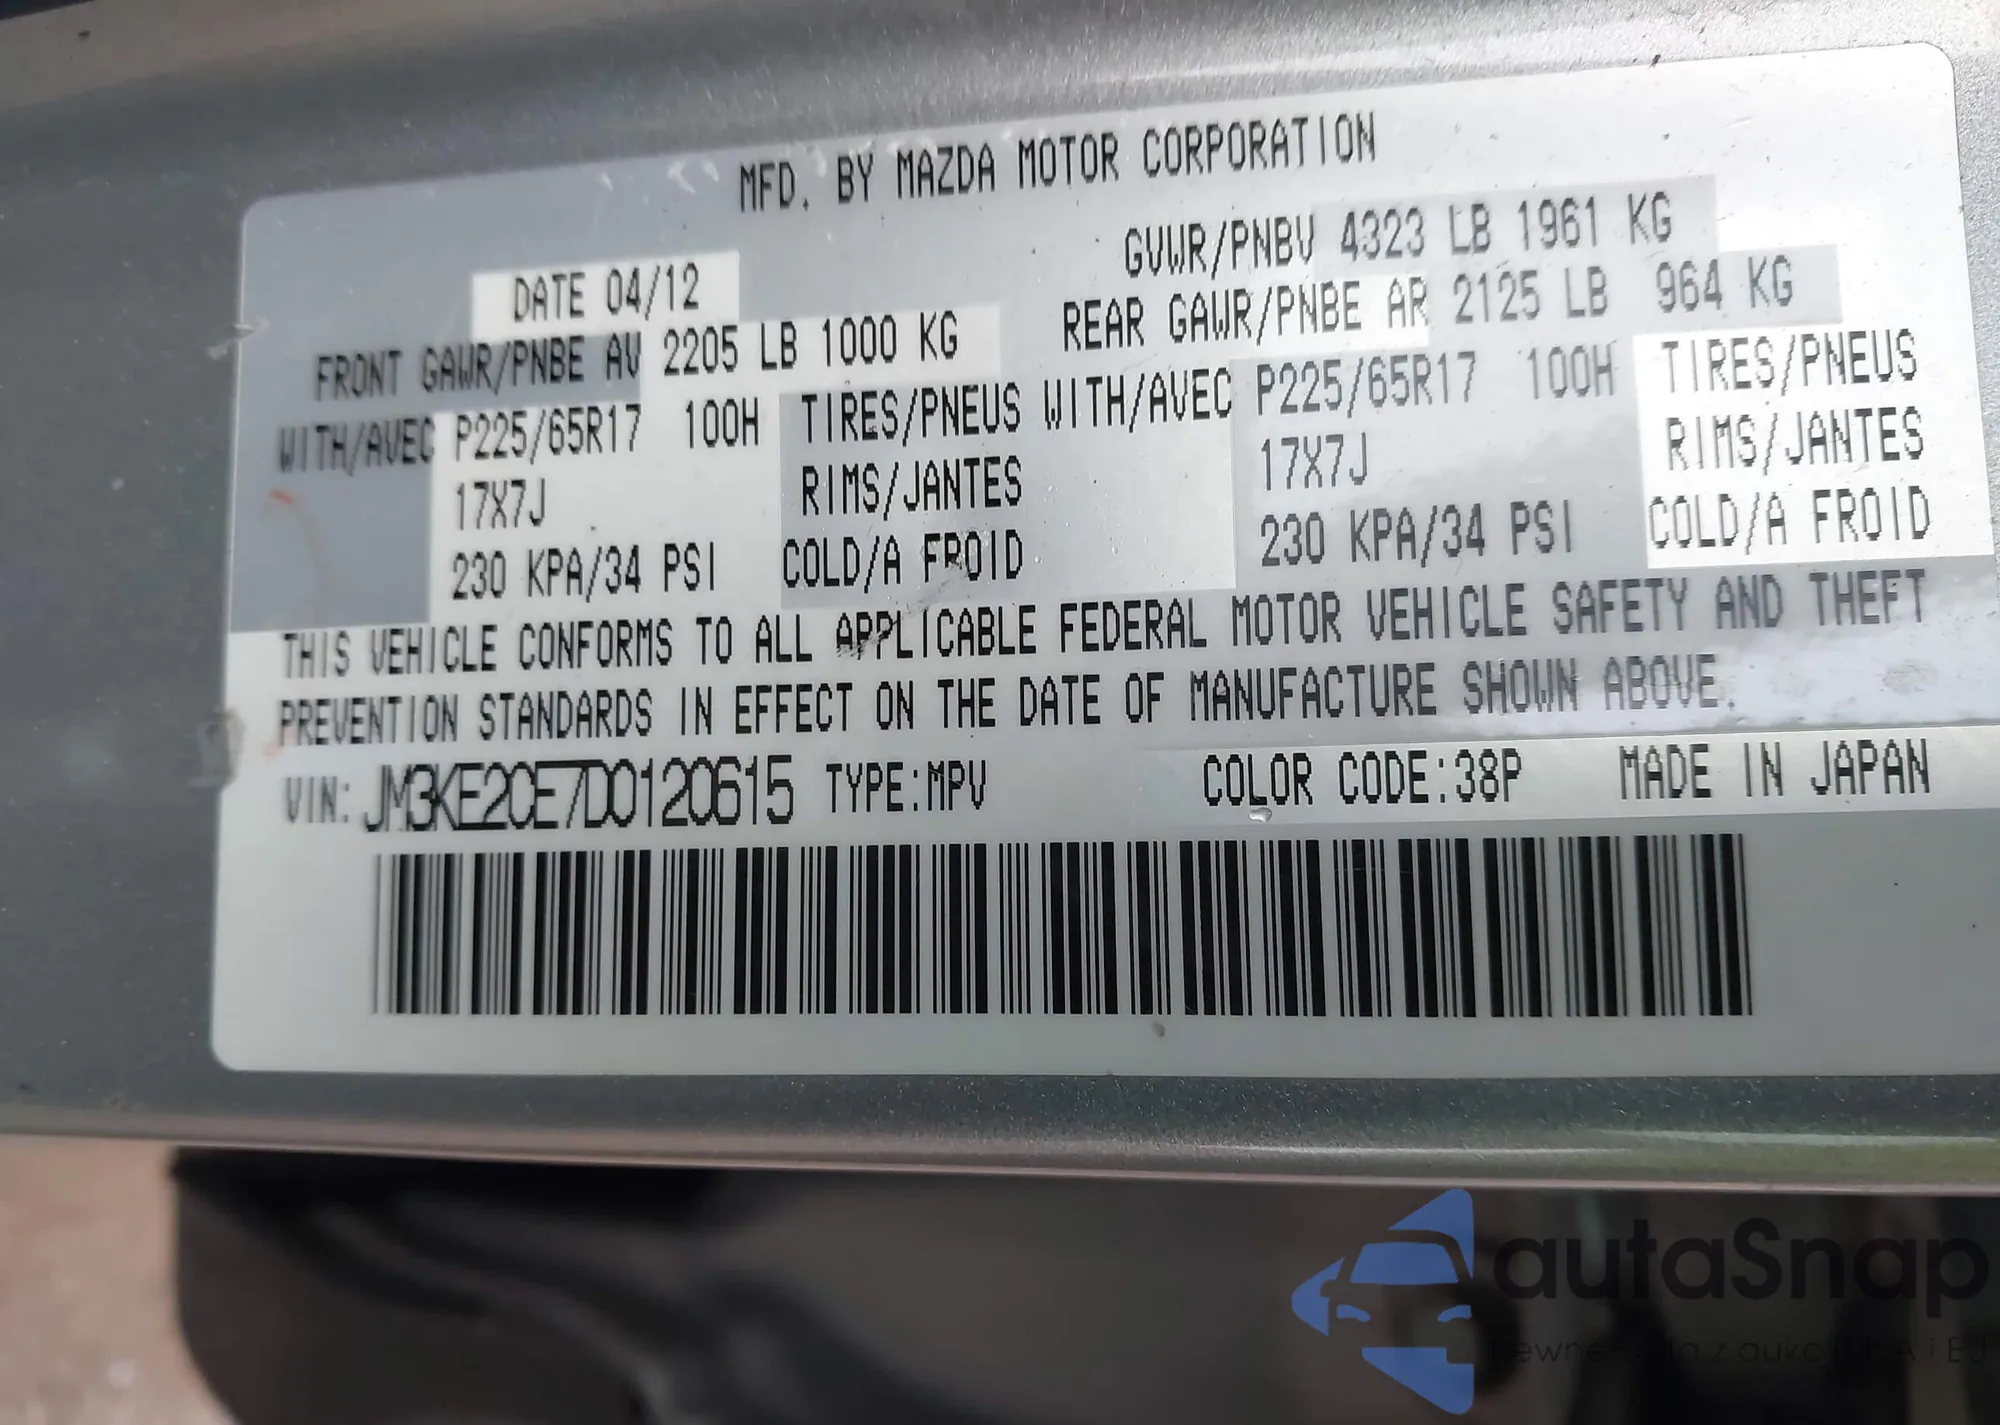 MFD. BY MAZDA MOTOR CORPORATION
DATE 04/12 GVWR/PNBV 4323 LB 1961 KG
FRONT GAWR/PNBE AV 2205 LB 1000 KG REAR GAWR/PNBE AR 2125 LB 964 KG
WITH/AVEC P225/65R17 100H TIRES/PNEUS WITH/AVEC P225/65R17 100H TIRES/PNEUS
17X7J RIMS/JANTES 17X7J RIMS/JANTES
230 KPA/34 PSI COLD/A FROID 230 KPA/34 PSI COLD/A FROID
THIS VEHICLE CONFORMS TO ALL APPLICABLE FEDERAL MOTOR VEHICLE SAFETY AND THEFT
PREVENTION STANDARDS IN EFFECT ON THE DATE OF MANUFACTURE SHOWN ABOVE.
VIN: JM3KE2CE7D0120615 TYPE:MPV COLOR CODE:38P MADE IN JAPAN
autaSnap